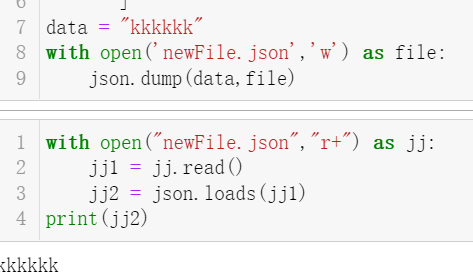 6 ]
7 data = "kkkkkk"
8 with open('newFile.json','w') as file:
9     json.dump(data,file)
1 with open("newFile.json","r+") as jj:
2     jj1 = jj.read()
3     jj2 = json.loads(jj1)
4 print(jj2)
kkkkkk